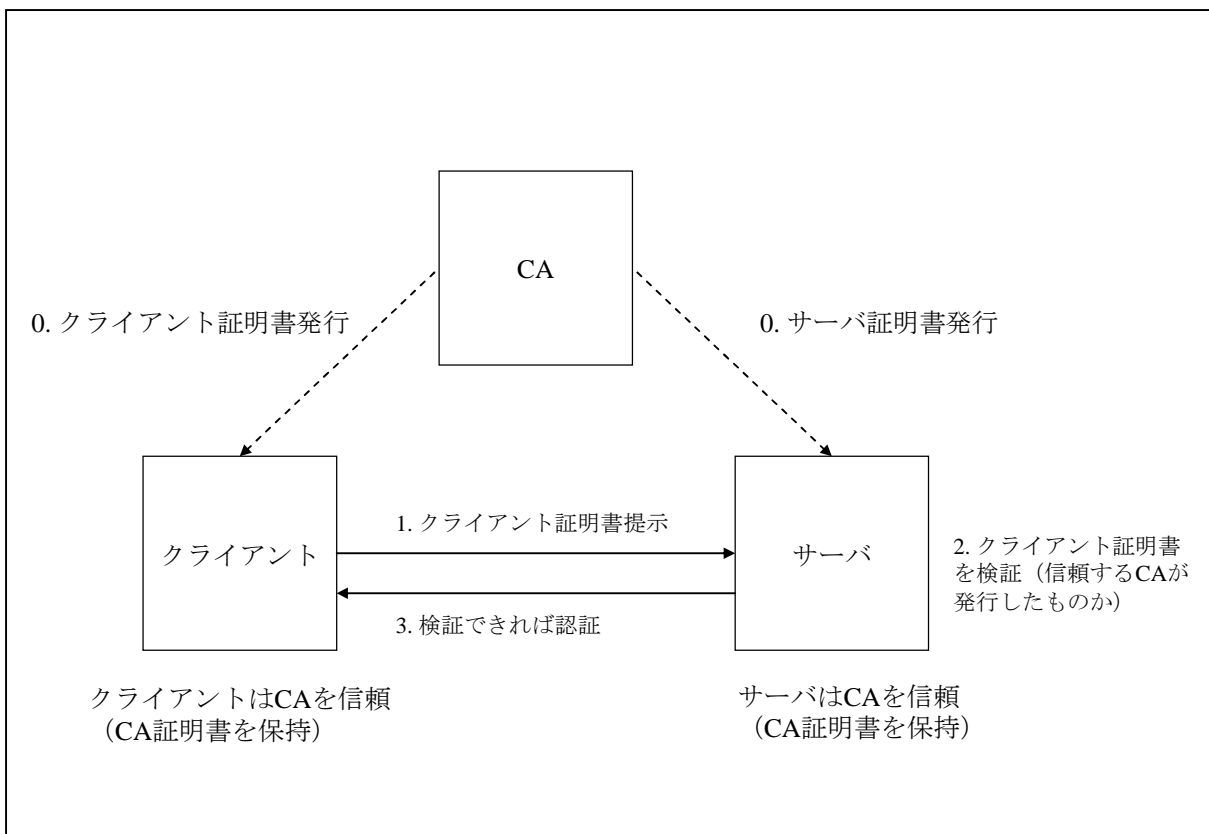 CA
0. クライアント証明書発行
0. サーバ証明書発行
1. クライアント証明書提示
クライアント
サーバ
2. クライアント証明書
を検証（信頼するCAが
発行したものか）
3. 検証できれば認証
クライアントはCAを信頼
（CA証明書を保持）
サーバはCAを信頼
（CA証明書を保持）